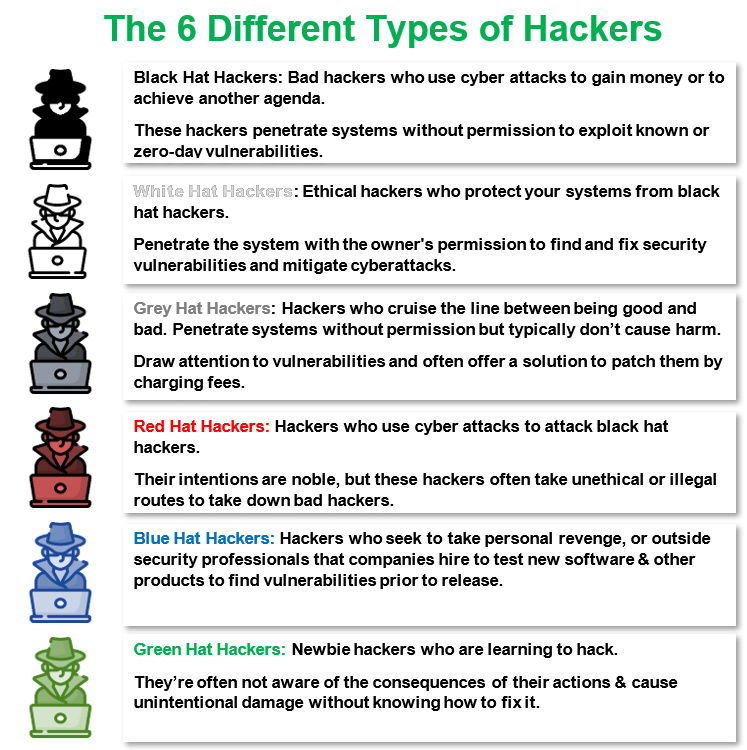 The 6 Different Types of Hackers
Black Hat Hackers: Bad hackers who use cyber attacks to gain money or to
achieve another agenda.
These hackers penetrate systems without permission to exploit known or
zero-day vulnerabilities.
White Hat Hackers: Ethical hackers who protect your systems from black
hat hackers.
Penetrate the system with the owner's permission to find and fix security
vulnerabilities and mitigate cyberattacks.
Grey Hat Hackers: Hackers who cruise the line between being good and
bad. Penetrate systems without permission but typically don’t cause harm.
Draw attention to vulnerabilities and often offer a solution to patch them by
charging fees.
Red Hat Hackers: Hackers who use cyber attacks to attack black hat
hackers.
Their intentions are noble, but these hackers often take unethical or illegal
routes to take down bad hackers.
Blue Hat Hackers: Hackers who seek to take personal revenge, or outside
security professionals that companies hire to test new software & other
products to find vulnerabilities prior to release.
Green Hat Hackers: Newbie hackers who are learning to hack.
They’re often not aware of the consequences of their actions & cause
unintentional damage without knowing how to fix it.